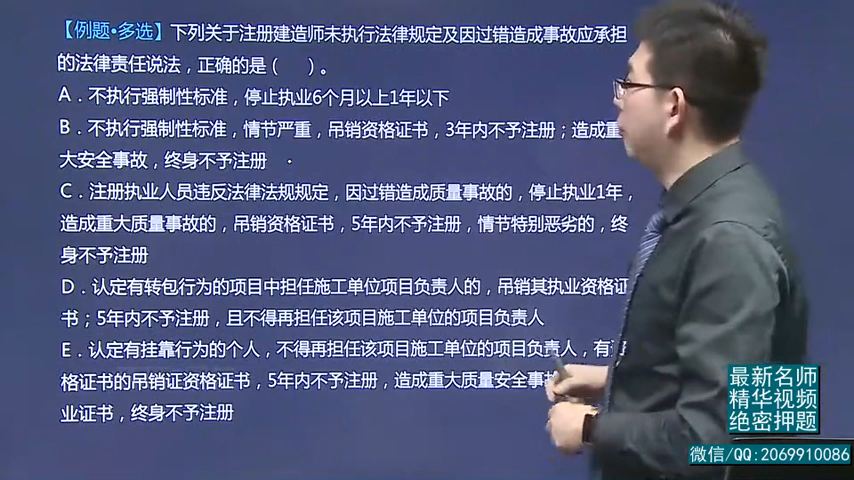 【例题•多选】下列关于注册建造师未执行法律规定及因过错造成事故应承担
的法律责任说法，正确的是（ ）。
A．不执行强制性标准，停止执业6个月以上1年以下
B．不执行强制性标准，情节严重，吊销资格证书，3年内不予注册；造成重
大安全事故，终身不予注册
C．注册执业人员违反法律法规规定，因过错造成质量事故的，停止执业1年，
造成重大质量事故的，吊销资格证书，5年内不予注册，情节特别恶劣的，终
身不予注册
D．认定有转包行为的项目中担任施工单位项目负责人的，吊销其执业资格证
书；5年内不予注册，且不得再担任该项目施工单位的项目负责人
E．认定有挂靠行为的个人，不得再担任该项目施工单位的项目负责人，有
格证书的吊销证资格证书，5年内不予注册，造成重大质量安全事
业证书，终身不予注册
最新名师
精华视频
绝密押题
微信/QQ:2069910086